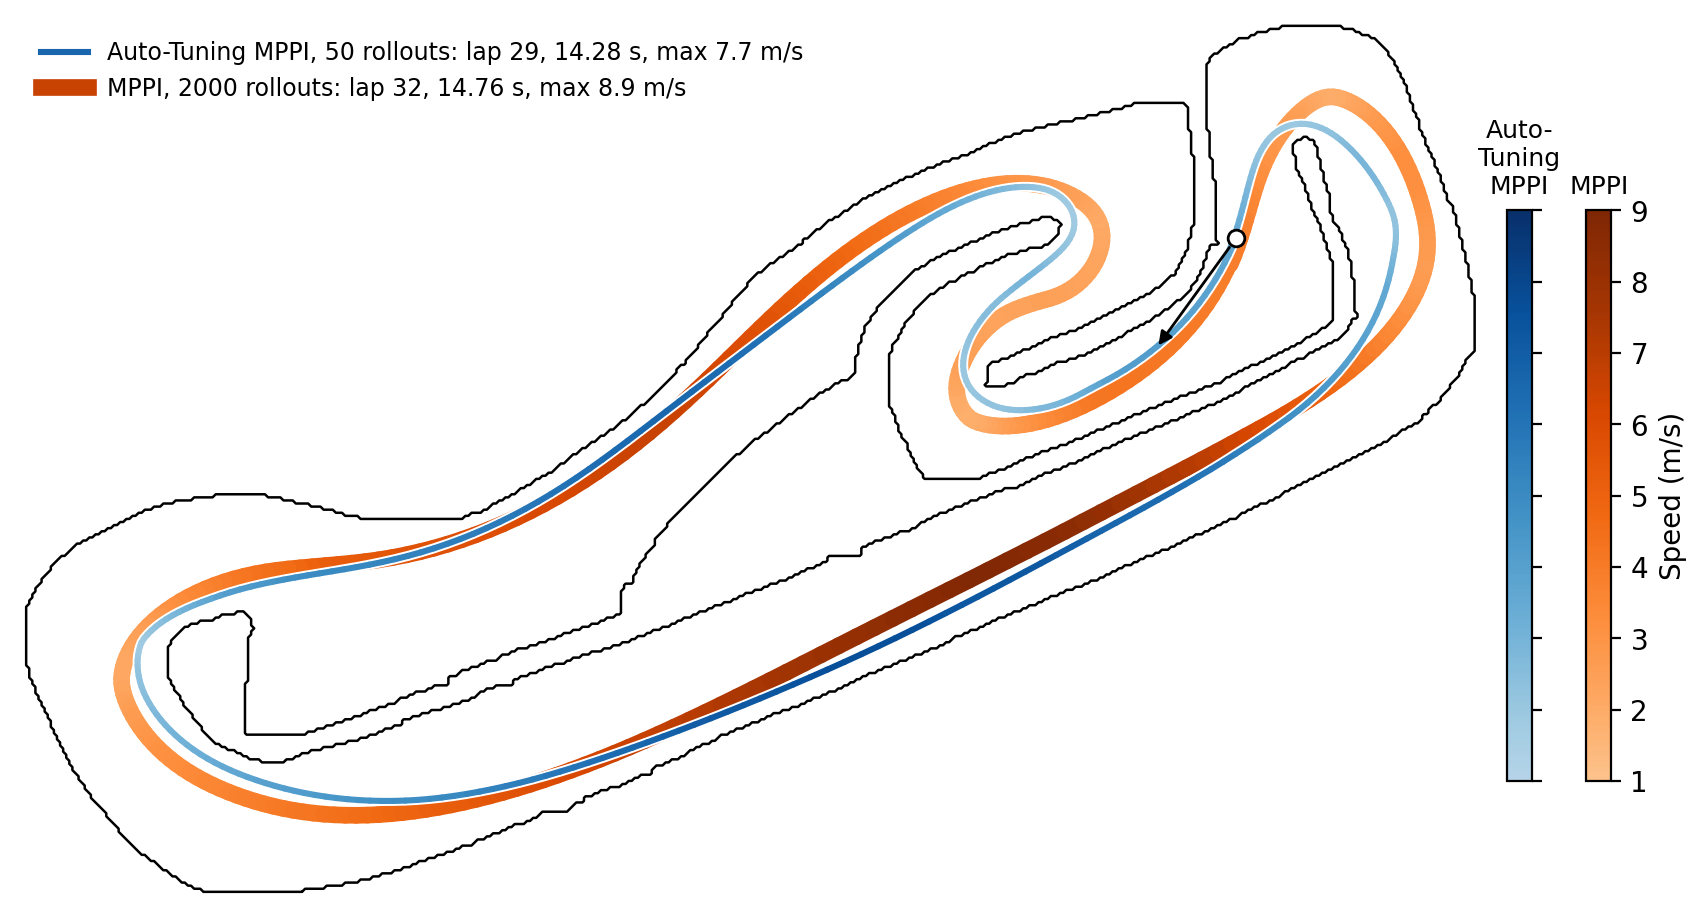 Auto-Tuning MPPI, 50 rollouts: lap 29, 14.28 s, max 7.7 m/s
MPPI, 2000 rollouts: lap 32, 14.76 s, max 8.9 m/s
Auto-
Tuning
MPPI
MPPI
9
8
7
6
5
4
3
2
1
Speed (m/s)